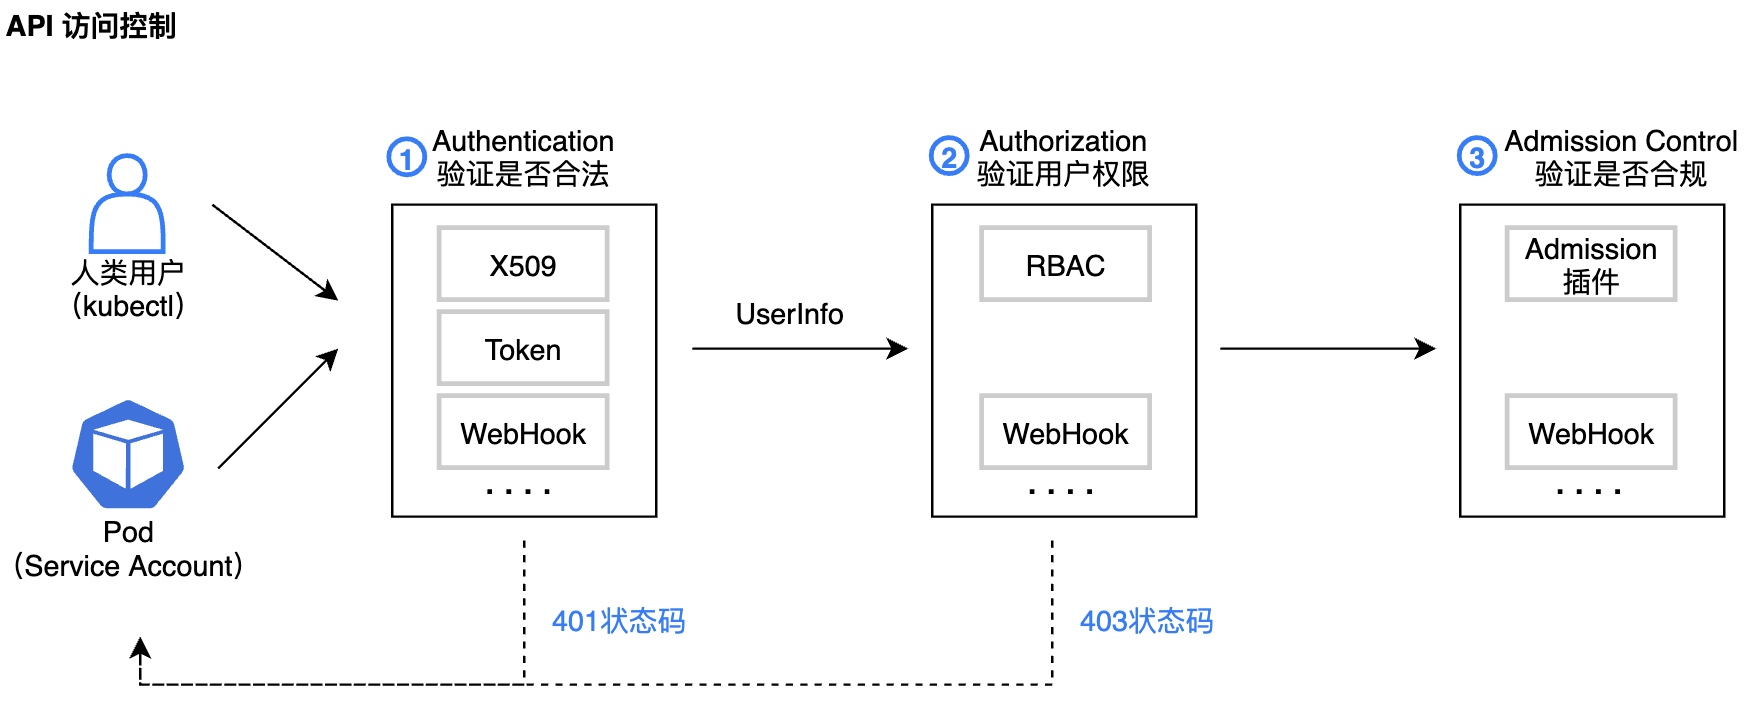 API 访问控制
人类用户
（kubectl）
Pod
（Service Account）
1
Authentication
验证是否合法
X509
Token
WebHook
....
401状态码
UserInfo
2
Authorization
验证用户权限
RBAC
WebHook
....
403状态码
3
Admission Control
验证是否合规
Admission
插件
WebHook
....